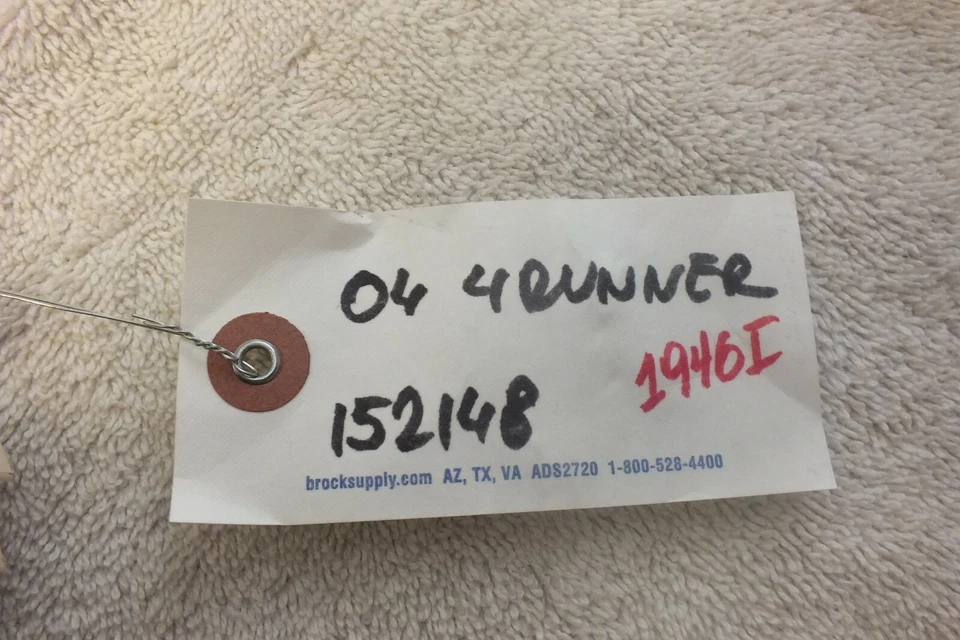 04 4RUNNER
1946I
152148
brocksupply.com AZ, TX, VA ADS2720 1-800-528-4400